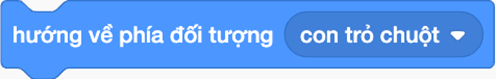 hướng về phía đối tượng con trỏ chuột